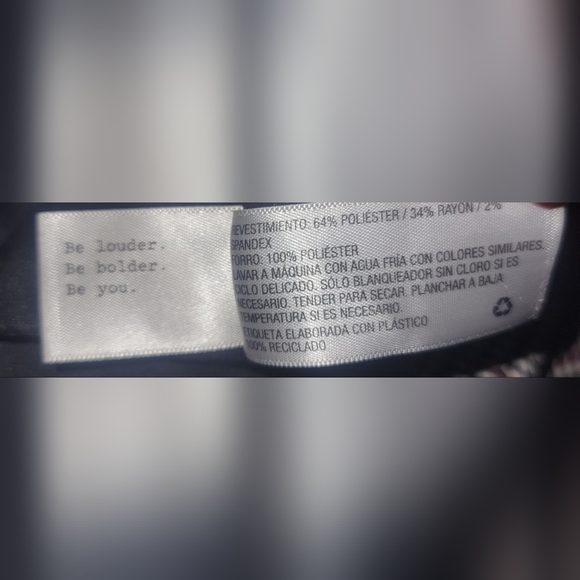 Be louder.
Be bolder.
Be you.
REVESTIMIENTO: 64% POLIÉSTER / 34% RAYON / 2%
SPANDEX
FORRO: 100% POLIÉSTER
LAVAR A MÁQUINA CON AGUA FRÍA CON COLORES SIMILARES.
CICLO DELICADO. SÓLO BLANQUEADOR SIN CLORO SI ES
NECESARIO. TENDER PARA SECAR. PLANCHAR A BAJA
TEMPERATURA SI ES NECESARIO.
ETIQUETA ELABORADA CON PLÁSTICO
100% RECICLADO